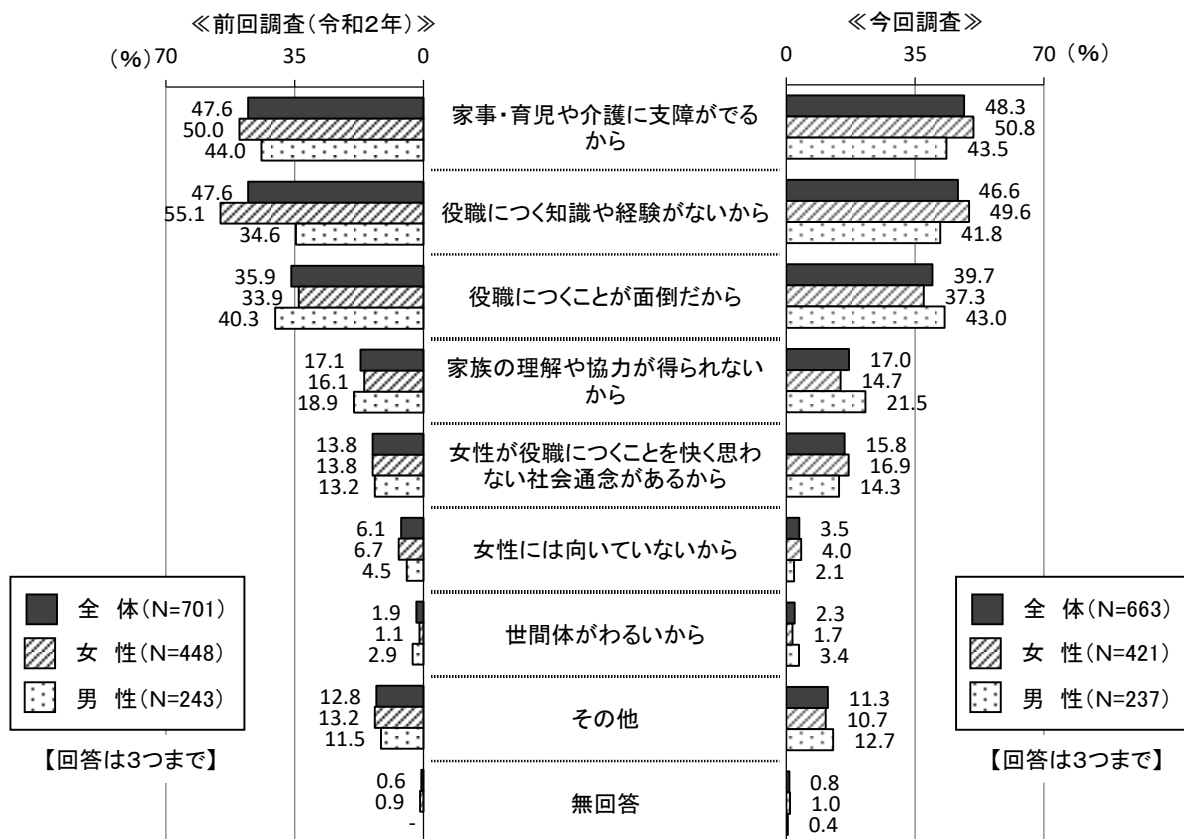 ≪前回調査(令和2年)≫
≪今回調査≫
(%) 70 35 0
0 35 70 (%)
47.6
50.0
44.0
家事・育児や介護に支障がでる
から
48.3
50.8
43.5
47.6
55.1
34.6
役職につく知識や経験がないから
46.6
49.6
41.8
35.9
33.9
40.3
役職につくことが面倒だから
39.7
37.3
43.0
17.1
16.1
18.9
家族の理解や協力が得られない
から
17.0
14.7
21.5
13.8
13.8
13.2
女性が役職につくことを快く思わ
ない社会通念があるから
15.8
16.9
14.3
6.1
6.7
4.5
女性には向いていないから
3.5
4.0
2.1
1.9
1.1
2.9
世間体がわるいから
2.3
1.7
3.4
12.8
13.2
11.5
その他
11.3
10.7
12.7
0.6
0.9
-
無回答
0.8
1.0
0.4
全 体(N=701)
女 性(N=448)
男 性(N=243)
【回答は3つまで】
全 体(N=663)
女 性(N=421)
男 性(N=237)
【回答は3つまで】